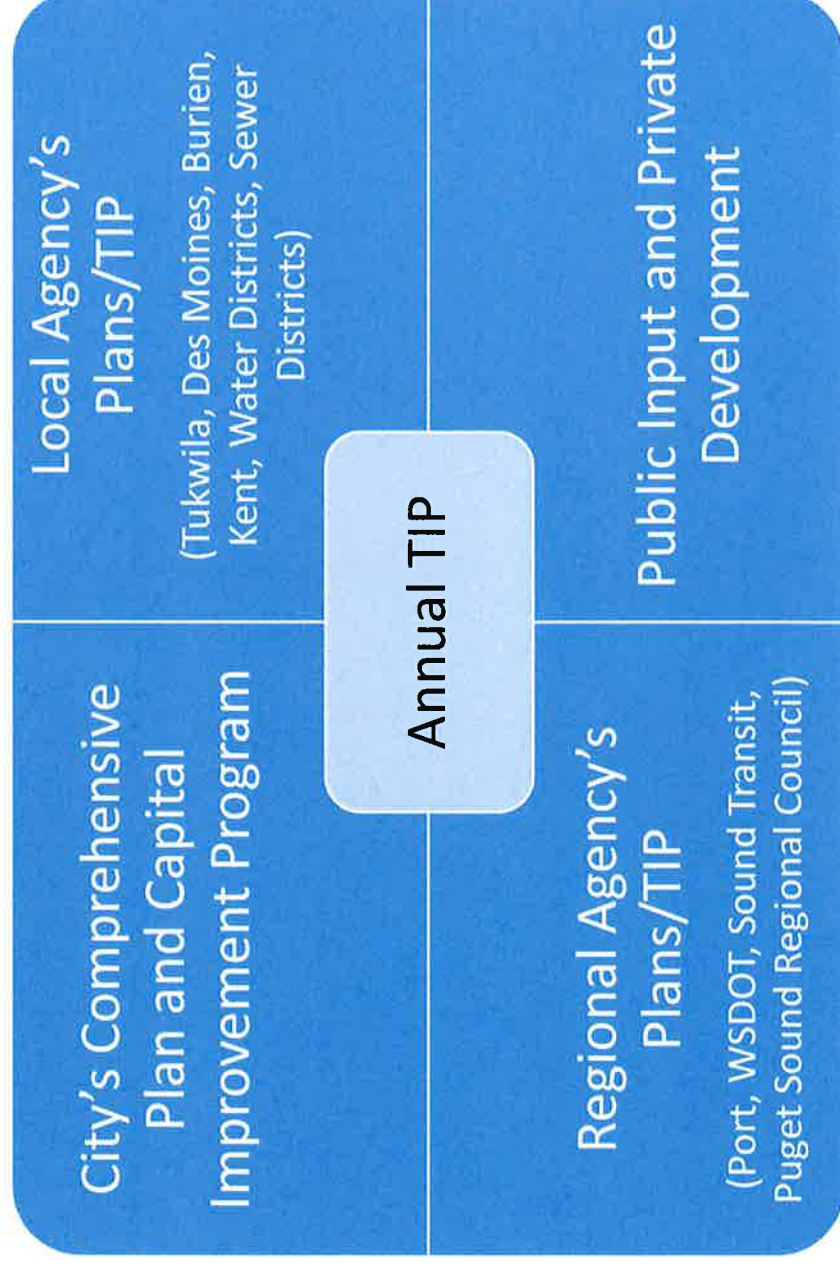 City's Comprehensive
Plan and Capital
Improvement Program
Local Agency's
Plans/TIP
(Tukwila, Des Moines, Burien,
Kent, Water Districts, Sewer
Districts)
Annual TIP
Regional Agency's
Plans/TIP
(Port, WSDOT, Sound Transit,
Puget Sound Regional Council)
Public Input and Private
Development